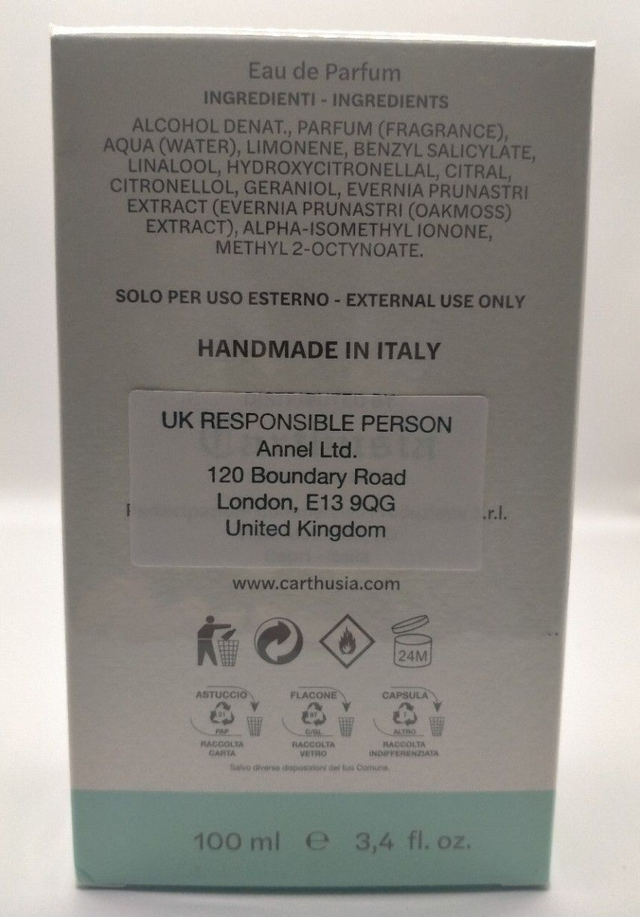 Eau de Parfum
INGREDIENTI - INGREDIENTS
ALCOHOL DENAT., PARFUM (FRAGRANCE),
AQUA (WATER), LIMONENE, BENZYL SALICYLATE,
LINALOOL, HYDROXYCITRONELLAL, CITRAL,
CITRONELLOL, GERANIOL, EVERNIA PRUNASTRI
EXTRACT (EVERNIA PRUNASTRI (OAKMOSS)
EXTRACT), ALPHA-ISOMETHYL IONONE,
METHYL 2-OCTYNOATE.
SOLO PER USO ESTERNO - EXTERNAL USE ONLY
HANDMADE IN ITALY
UK RESPONSIBLE PERSON
Annel Ltd.
120 Boundary Road
London, E13 9QG
United Kingdom
.r.l.
www.carthusia.com
24M
ASTUCCIO FLACONE CAPSULA
21 7
PAP C/GL ALTRO
RACCOLTA RACCOLTA RACCOLTA
CARTA VETRO INDIFFERENZIATA
Salvo diverse disposizioni del tuo Comune.
100 ml e 3,4 fl. oz.